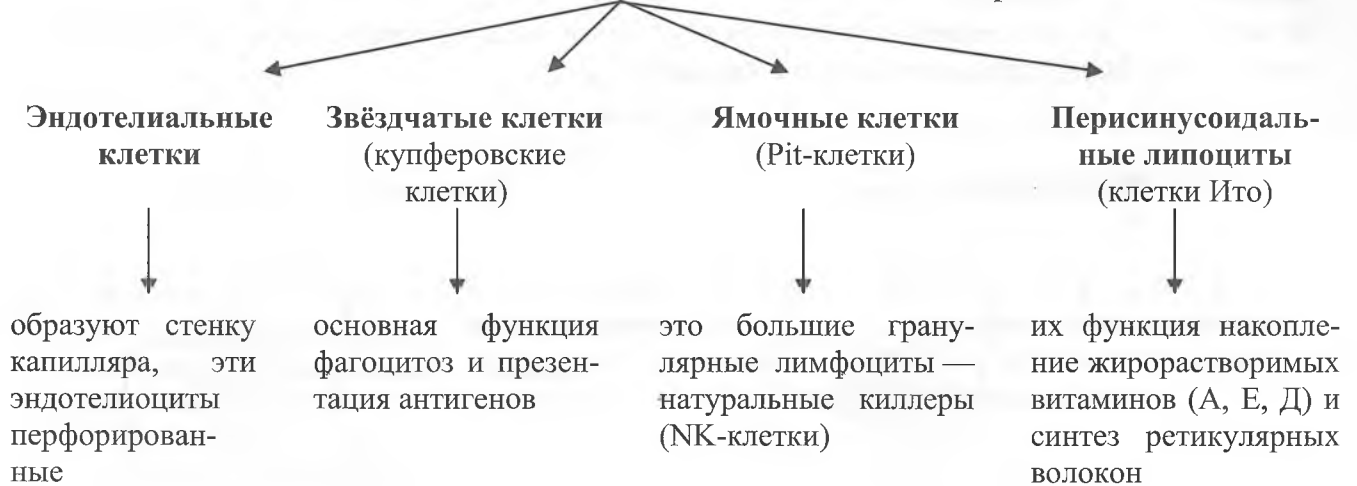 Эндотелиальные
клетки
Звёздчатые клетки
(купферовские
клетки)
Ямочные клетки
(Pit-клетки)
Перисинусоидаль-
ные липоциты
(клетки Ито)
образуют стенку
капилляра, эти
эндотелиоциты
перфорирован-
ные
основная функция
фагоцитоз и презен-
тация антигенов
это большие грану-
лярные лимфоциты —
натуральные киллеры
(NK-клетки)
их функция накопле-
ние жирорастворимых
витаминов (А, Е, Д) и
синтез ретикулярных
волокон